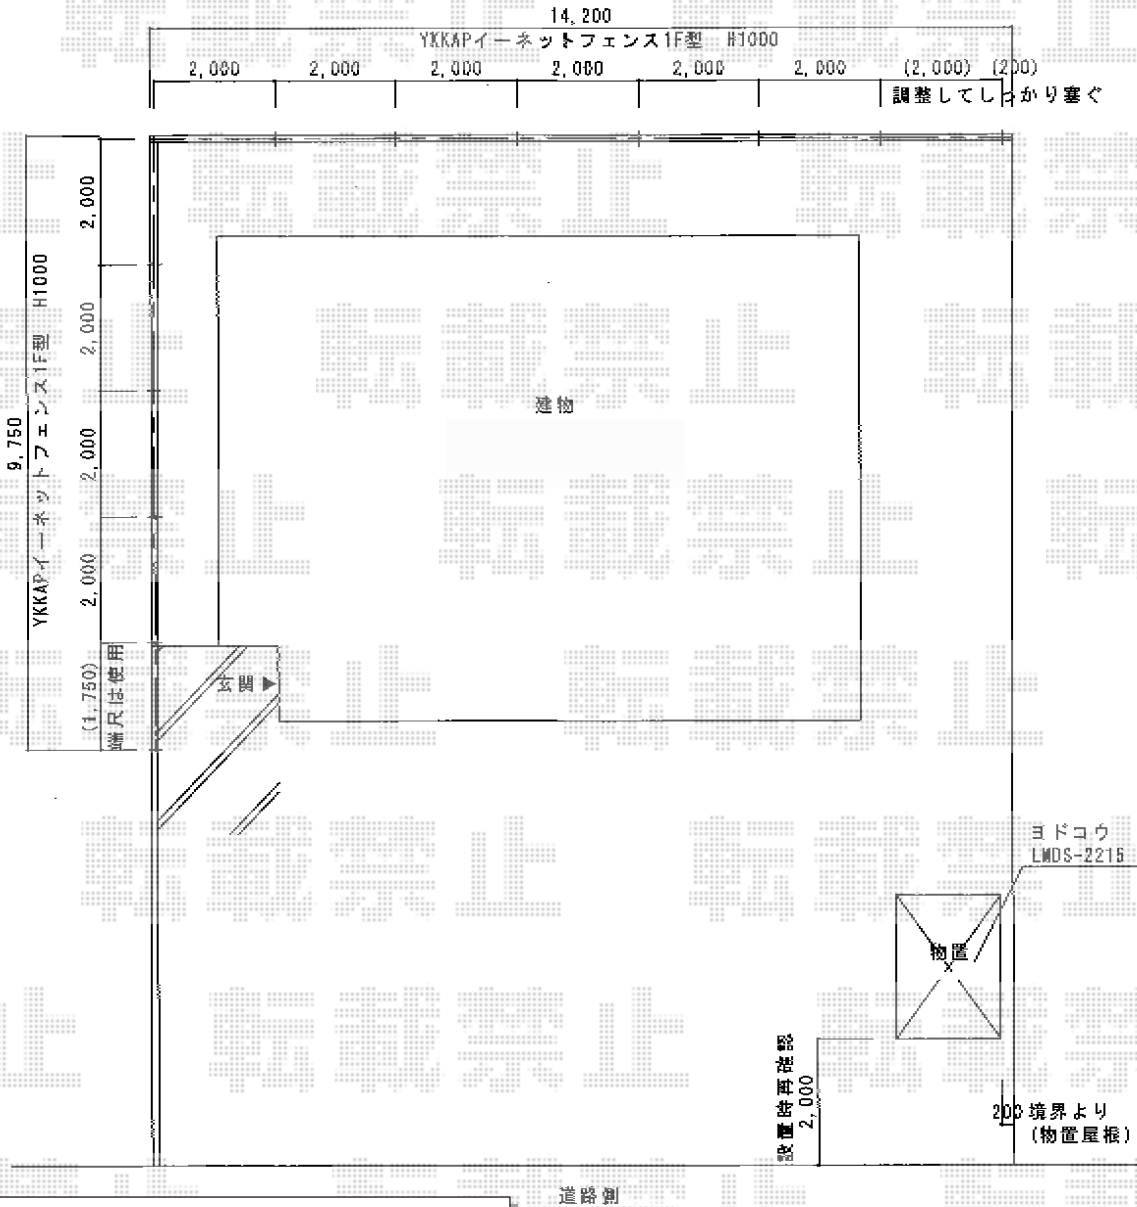 14,200
YKKAPイーネットフェンス1F型 H1000
2,000 2,000 2,000 2,000 2,000 2,000 (2,000) (200)
調整してしっかり塞ぐ
9,750
YKKAPイーネットフェンス1F型 H1000
2,000
2,000
2,000
2,000
(1,750)
端尺は使用
建物
玄関
ヨドコウ
LMDS-2215
物置
設置時再確認
2,000
200 境界より
(物置屋根)
道路側
転載禁止